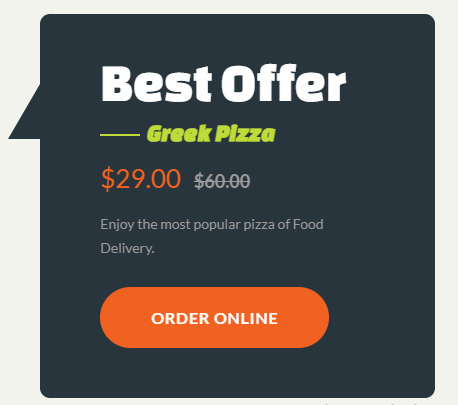 Best Offer
Greek Pizza
$29.00 $60.00
Enjoy the most popular pizza of Food
Delivery.
ORDER ONLINE